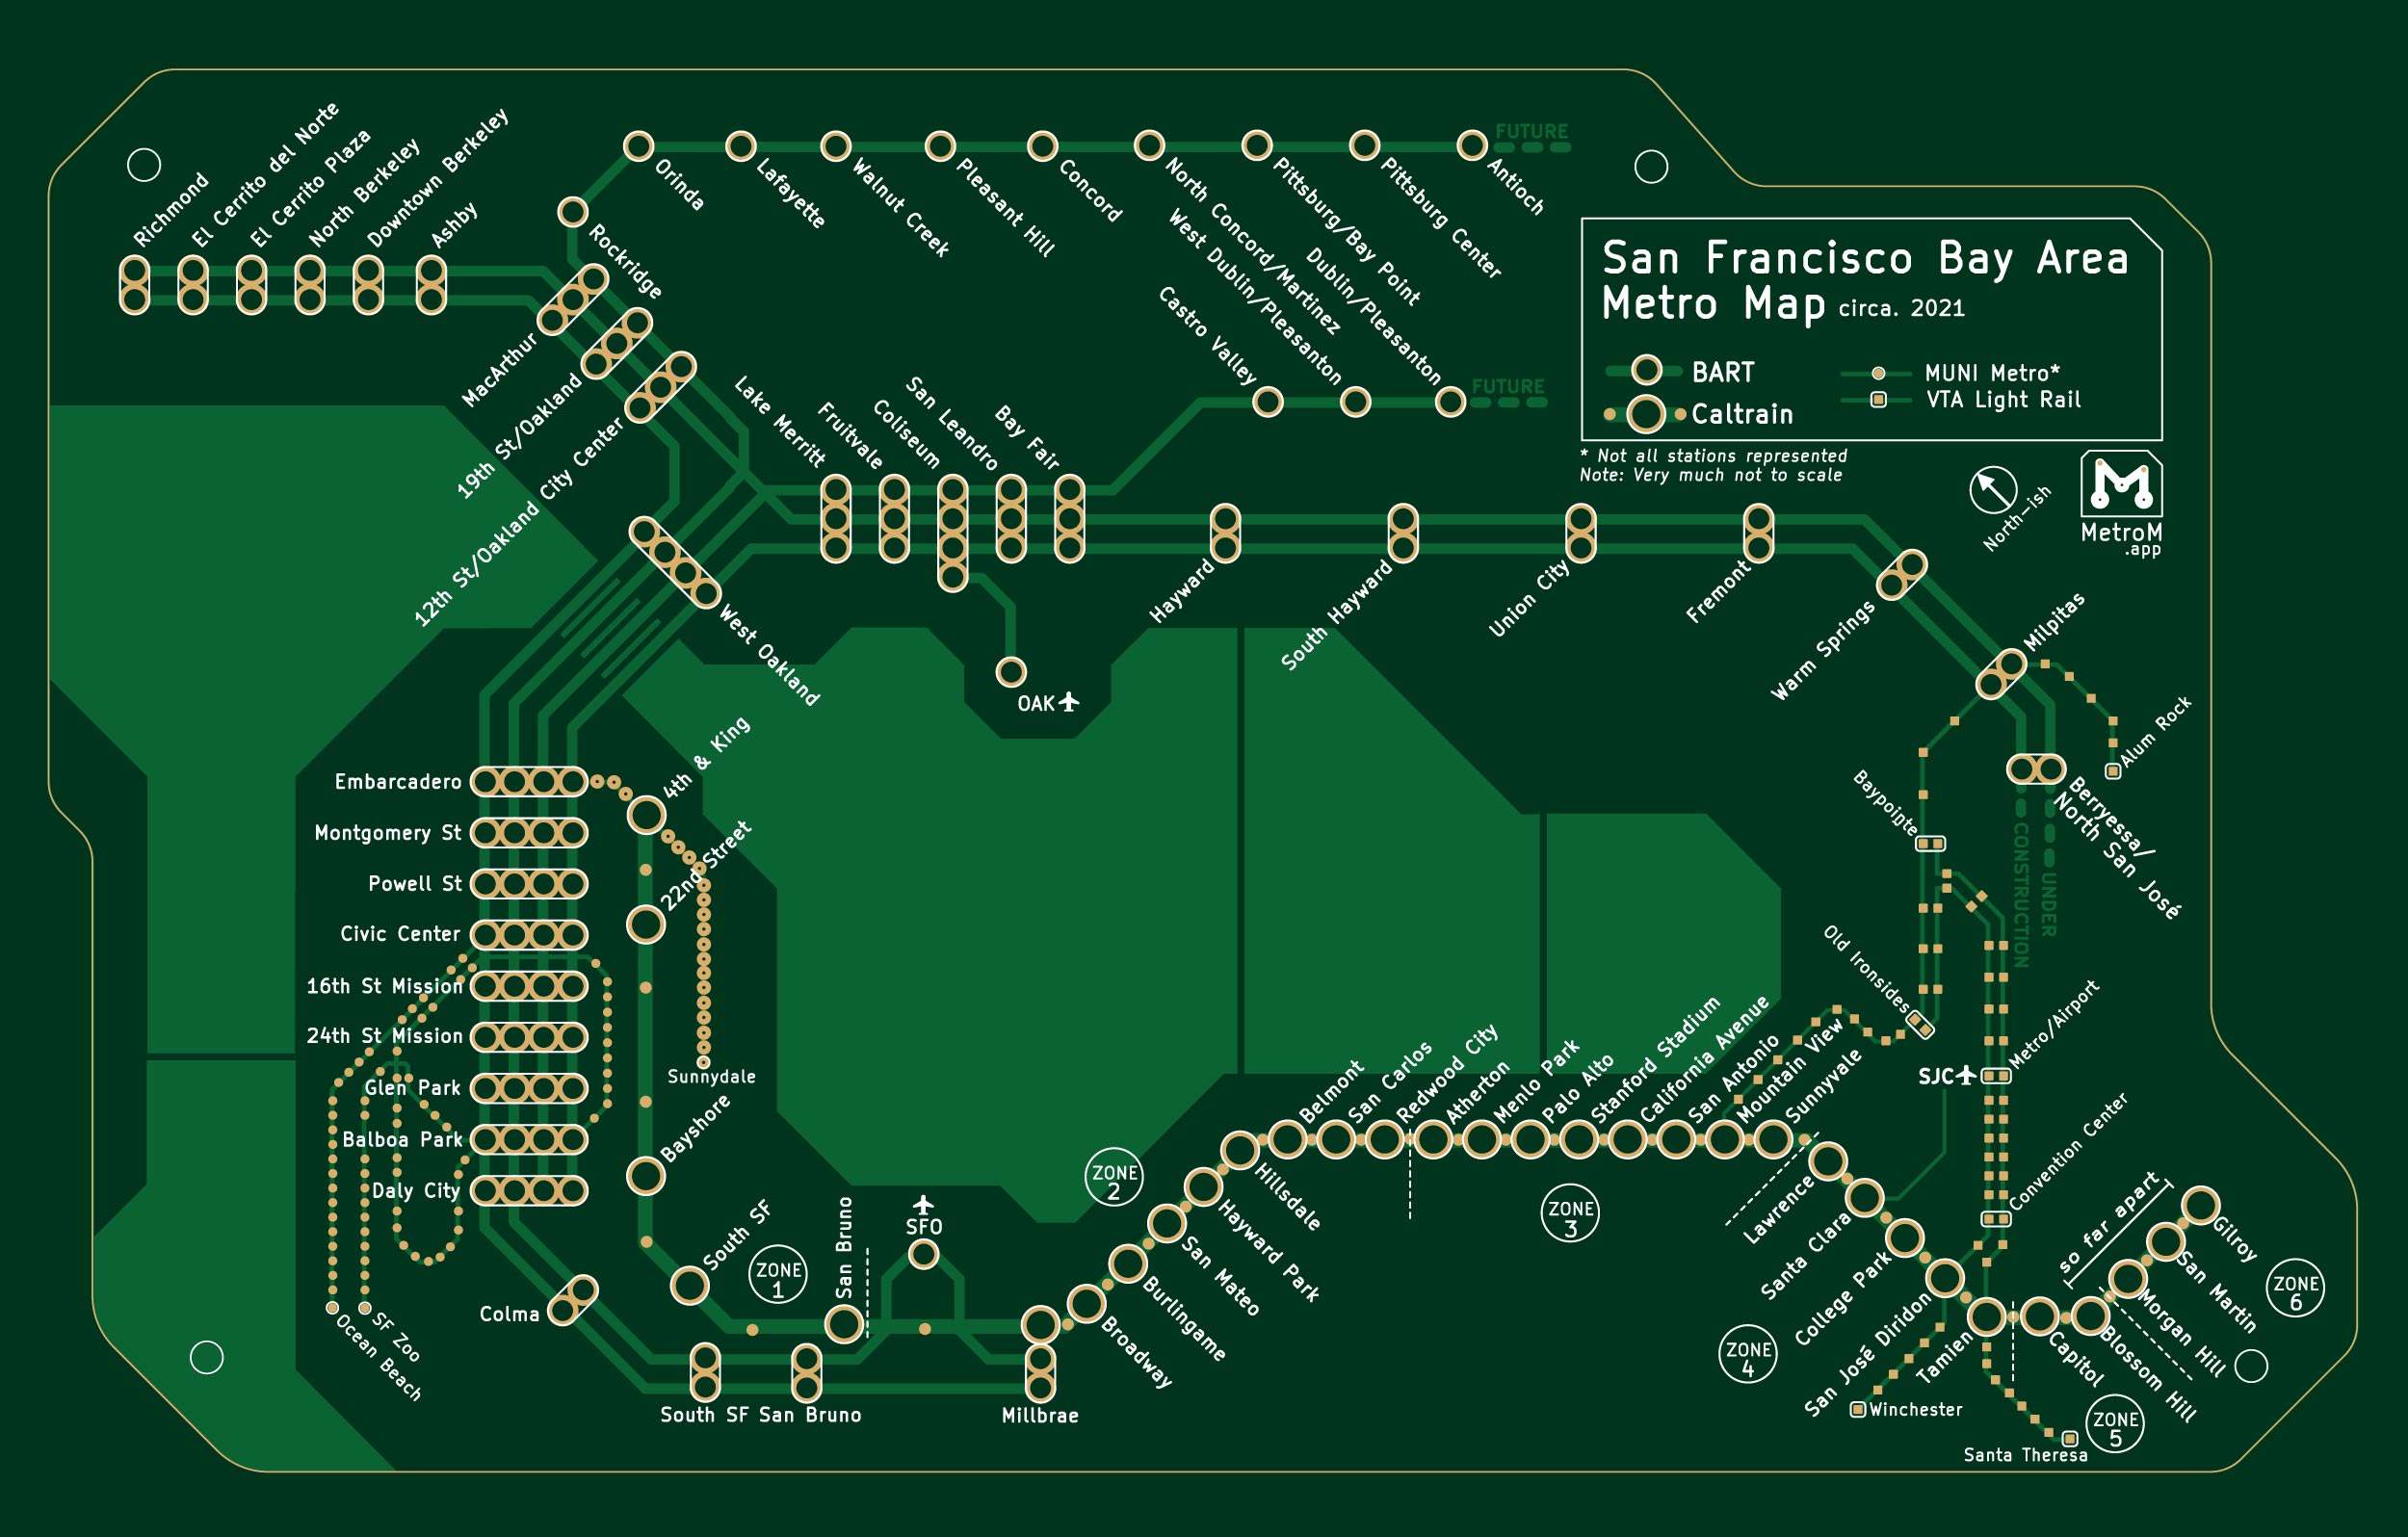 San Francisco Bay Area
Metro Map circa. 2021
BART
Caltrain
MUNI Metro*
VTA Light Rail
* Not all stations represented
Note: Very much not to scale
North-ish
MetroM
.app
Richmond
El Cerrito del Norte
El Cerrito Plaza
North Berkeley
Downtown Berkeley
Ashby
MacArthur
19th St/Oakland
12th St/Oakland City Center
Rockridge
Orinda
Lafayette
Walnut Creek
Pleasant Hill
Concord
North Concord/Martinez
Pittsburg/Bay Point
Pittsburg Center
Antioch
FUTURE
Castro Valley
West Dublin/Pleasanton
Dublin/Pleasanton
FUTURE
Lake Merritt
Fruitvale
Coliseum
San Leandro
Bay Fair
OAK
West Oakland
Hayward
South Hayward
Union City
Fremont
Warm Springs
Milpitas
Alum Rock
Berryessa/
North San José
UNDER
CONSTRUCTION
Embarcadero
Montgomery St
Powell St
Civic Center
16th St Mission
24th St Mission
Glen Park
Balboa Park
Daly City
Colma
South SF
San Bruno
SFO
Millbrae
Ocean Beach
SF Zoo
Sunnydale
4th & King
22nd Street
Bayshore
South SF
San Bruno
Broadway
Burlingame
San Mateo
Hayward Park
Hillsdale
Belmont
San Carlos
Redwood City
Atherton
Menlo Park
Palo Alto
Stanford Stadium
California Avenue
San Antonio
Mountain View
Sunnyvale
Lawrence
Santa Clara
College Park
San José Diridon
Tamien
Capitol
Blossom Hill
Morgan Hill
San Martin
Gilroy
so far apart
Baypointe
Old Ironsides
SJC
Metro/Airport
Convention Center
Winchester
Santa Theresa
ZONE
1
ZONE
2
ZONE
3
ZONE
4
ZONE
5
ZONE
6